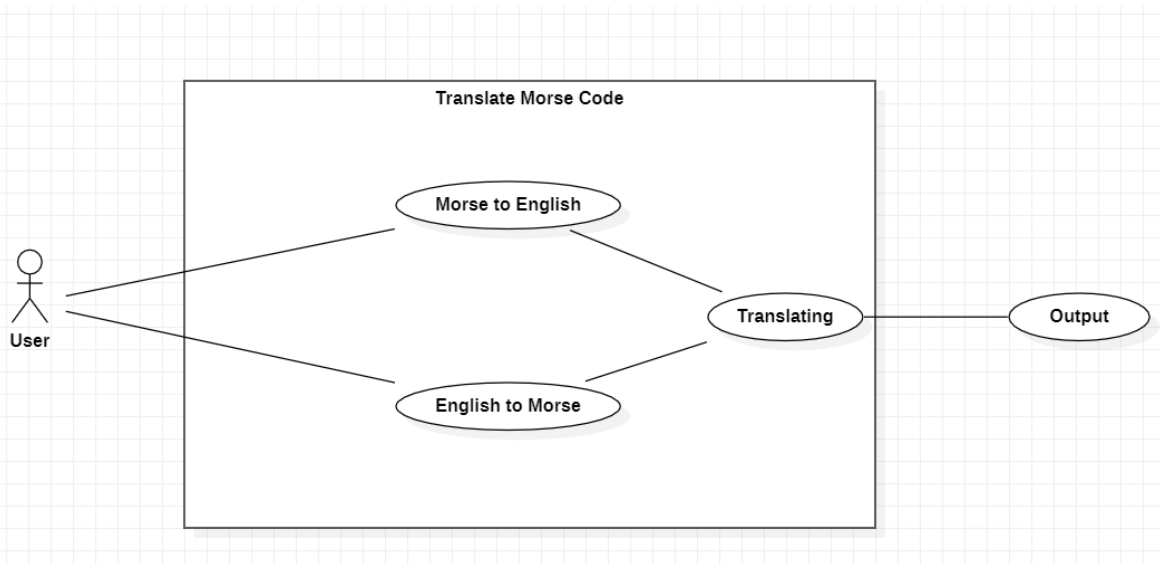 Translate Morse Code
Morse to English
User
Translating
Output
English to Morse